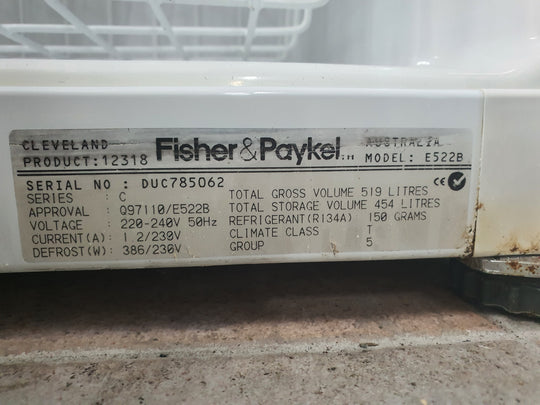 CLEVELAND Fisher&Paykel TM AUSTRALIA
PRODUCT:12318 MODEL: E522B
SERIAL NO : DUC785062
SERIES : C TOTAL GROSS VOLUME 519 LITRES
APPROVAL : Q97110/E522B TOTAL STORAGE VOLUME 454 LITRES
VOLTAGE : 220-240V 50Hz REFRIGERANT(R134A) 150 GRAMS
CURRENT(A): 1 2/230V CLIMATE CLASS T
DEFROST(W): 386/230V GROUP 5